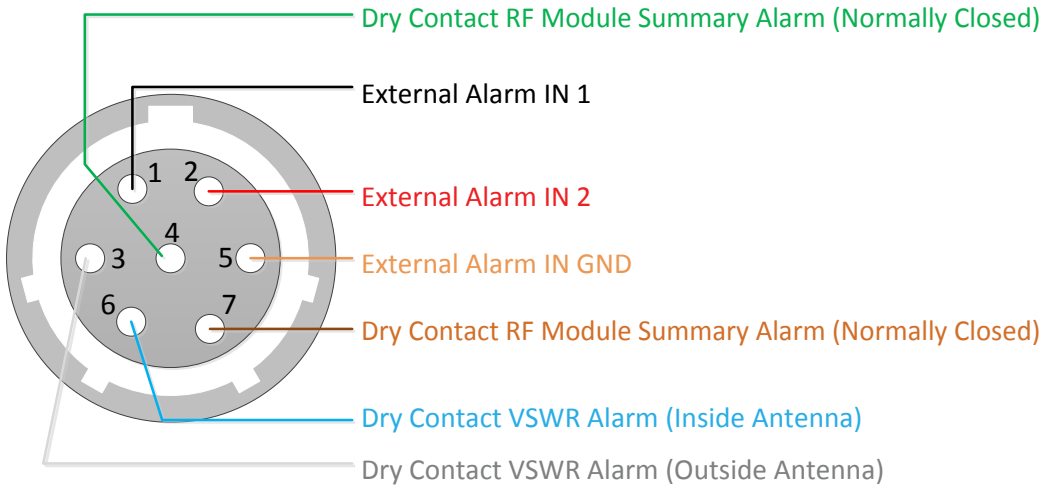 Dry Contact RF Module Summary Alarm (Normally Closed)
External Alarm IN 1
1 2
External Alarm IN 2
4
3 5
External Alarm IN GND
6 7
Dry Contact RF Module Summary Alarm (Normally Closed)
Dry Contact VSWR Alarm (Inside Antenna)
Dry Contact VSWR Alarm (Outside Antenna)